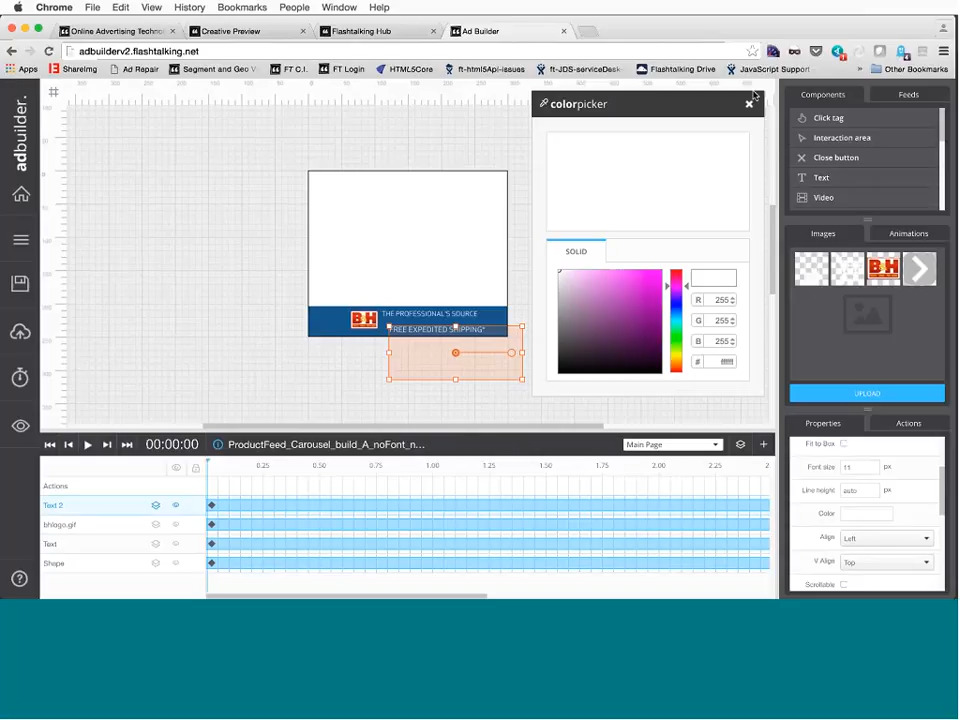 Chrome File Edit View History Bookmarks People Window Help
Online Advertising Techni Creative Preview Flashtalking Hub Ad Builder
adbuilderv2.flashtalking.net
Apps ShareImg Ad Repair Segment and Geo V FT C.I. FT Login HTML5Core ft-html5api-issues ft-JDS-serviceDesk Flashtalking Drive JavaScript Support » Other Bookmarks
adbuilder.
colorpicker
SOLID
R 255
G 255
B 255
# ffffff
BH THE PROFESSIONAL'S SOURCE
FREE EXPEDITED SHIPPING*
Components Feeds
Click tag
Interaction area
Close button
Text
Video
Images Animations
BH
UPLOAD
Properties Actions
Fit to Box
Font size 11 px
Line height auto px
Color
Align Left
V Align Top
Scrollable
00:00:00 ProductFeed_Carousel_build_A_noFont_n... Main Page
0.25 0.50 0.75 1.00 1.25 1.50 1.75 2.00 2.25 2
Actions
Text 2
bhlogo.gif
Text
Shape